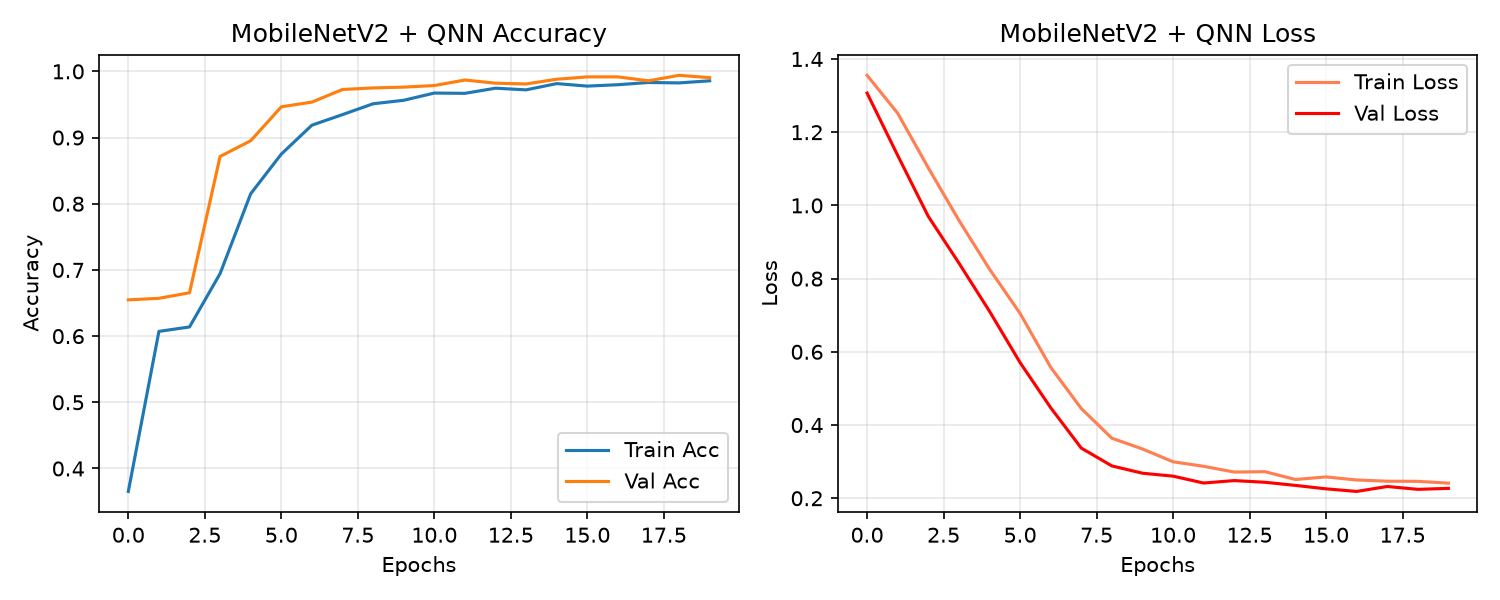 MobileNetV2 + QNN Accuracy
1.0
0.9
0.8
0.7
0.6
0.5
0.4
Accuracy
Train Acc
Val Acc
0.0 2.5 5.0 7.5 10.0 12.5 15.0 17.5
Epochs
MobileNetV2 + QNN Loss
1.4
1.2
1.0
0.8
0.6
0.4
0.2
Loss
Train Loss
Val Loss
0.0 2.5 5.0 7.5 10.0 12.5 15.0 17.5
Epochs